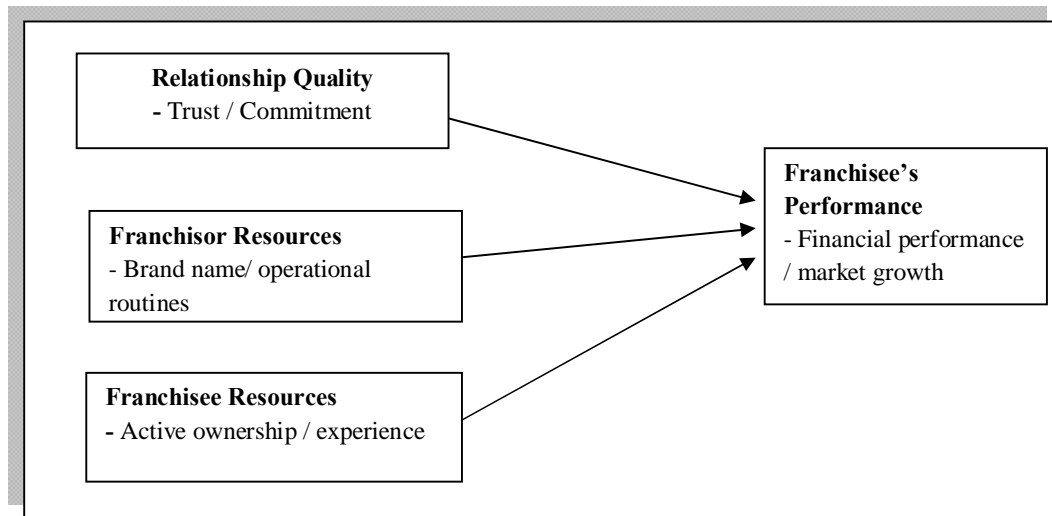 Relationship Quality
- Trust / Commitment
Franchisor Resources
- Brand name/ operational
routines
Franchisee Resources
- Active ownership / experience
Franchisee’s
Performance
- Financial performance
/ market growth